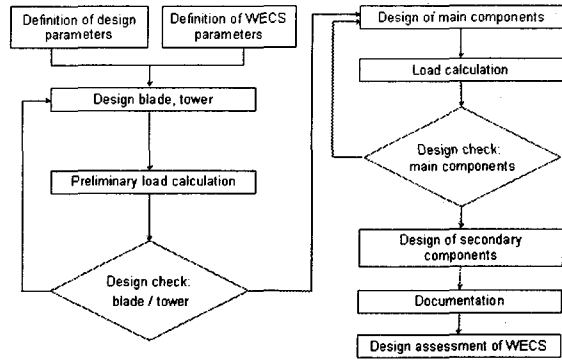 Definition of design
parameters
Definition of WECS
parameters
Design blade, tower
Preliminary load calculation
Design check:
blade / tower
Design of main components
Load calculation
Design check:
main components
Design of secondary
components
Documentation
Design assessment of WECS